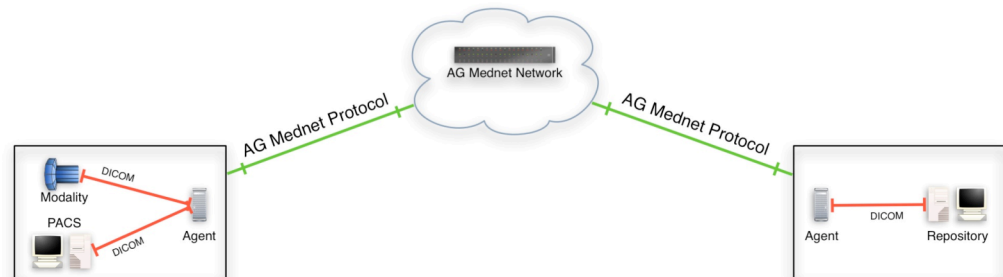 AG Mednet Network
AG Mednet Protocol
AG Mednet Protocol
DICOM
Modality
PACS
DICOM
Agent
Agent
DICOM
Repository